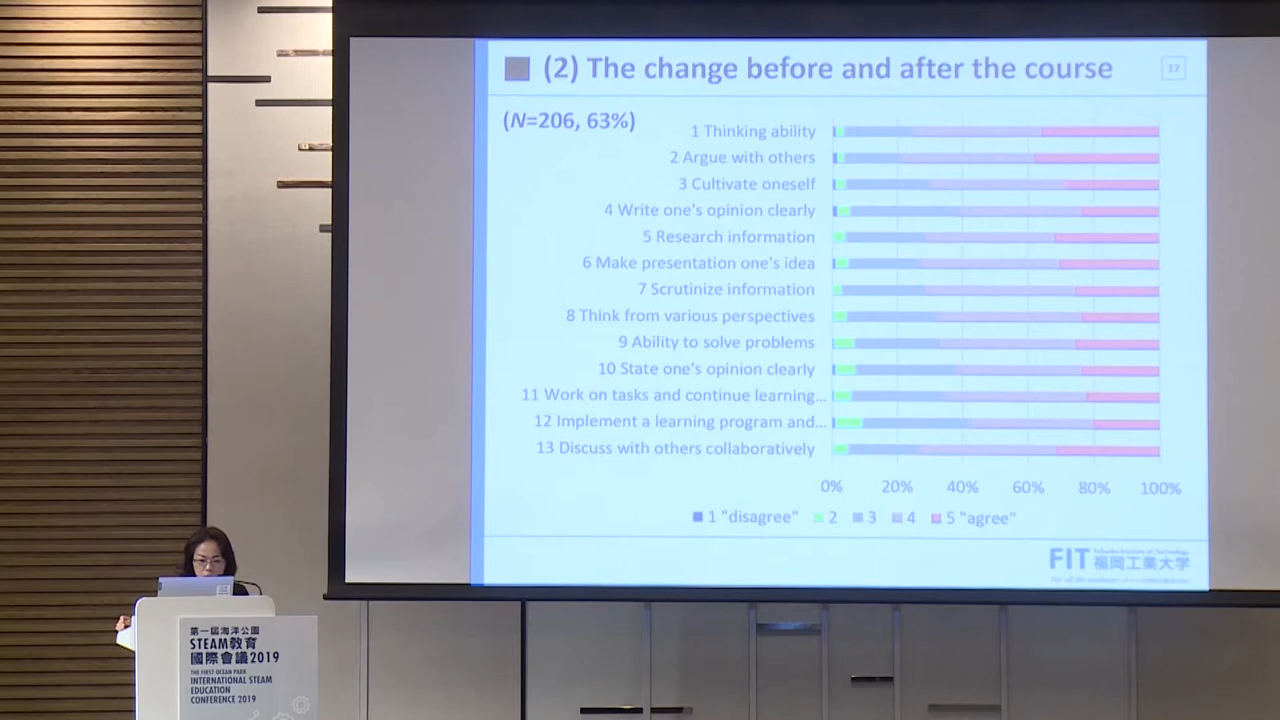 (2) The change before and after the course
17
(N=206, 63%)
1 Thinking ability
2 Argue with others
3 Cultivate oneself
4 Write one's opinion clearly
5 Research information
6 Make presentation one's idea
7 Scrutinize information
8 Think from various perspectives
9 Ability to solve problems
10 State one's opinion clearly
11 Work on tasks and continue learning...
12 Implement a learning program and...
13 Discuss with others collaboratively
0% 20% 40% 60% 80% 100%
1 "disagree" 2 3 4 5 "agree"
FIT Fukuoka Institute of Technology
福岡工業大学
第一屆海洋公園
STEAM教育
國際會議2019
THE FIRST OCEAN PARK
INTERNATIONAL STEAM
EDUCATION
CONFERENCE 2019